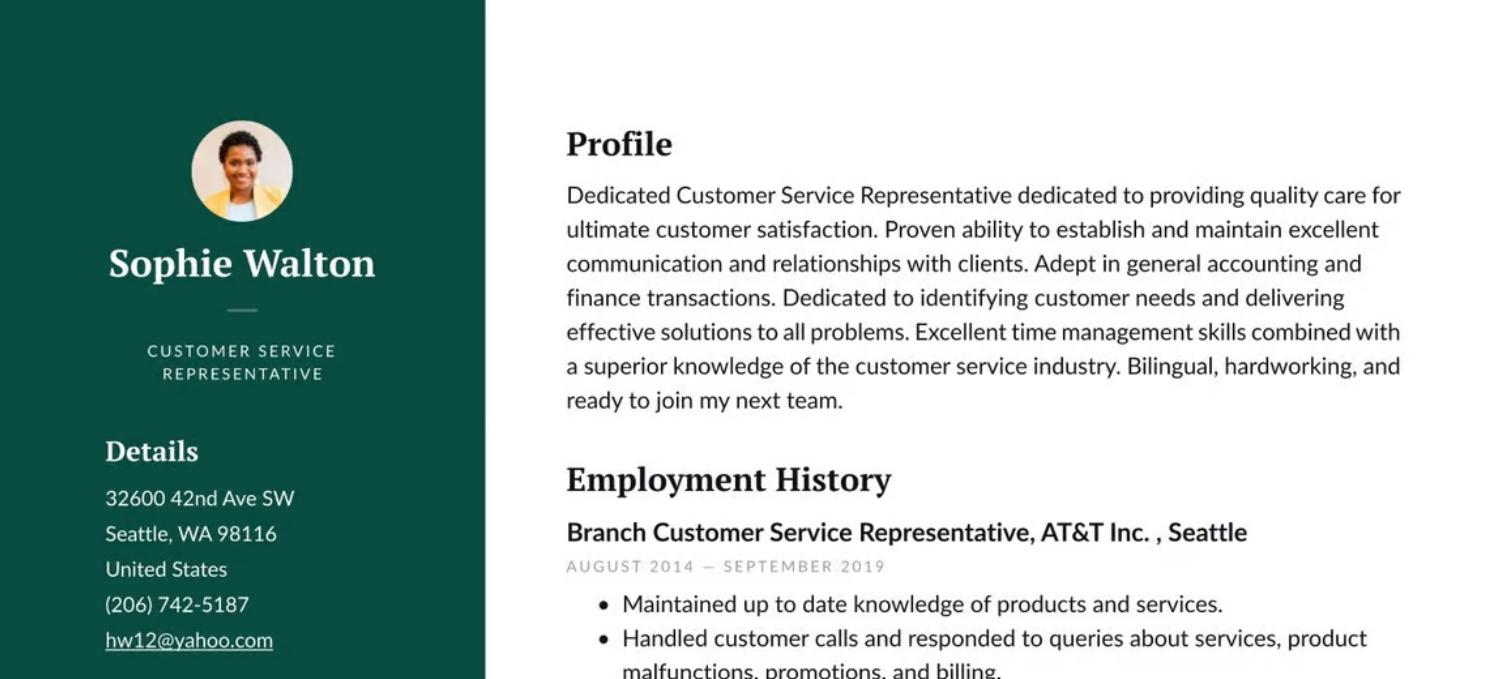 Sophie Walton
CUSTOMER SERVICE
REPRESENTATIVE
Details
32600 42nd Ave SW
Seattle, WA 98116
United States
(206) 742-5187
hw12@yahoo.com
Profile
Dedicated Customer Service Representative dedicated to providing quality care for
ultimate customer satisfaction. Proven ability to establish and maintain excellent
communication and relationships with clients. Adept in general accounting and
finance transactions. Dedicated to identifying customer needs and delivering
effective solutions to all problems. Excellent time management skills combined with
a superior knowledge of the customer service industry. Bilingual, hardworking, and
ready to join my next team.
Employment History
Branch Customer Service Representative, AT&T Inc. , Seattle
AUGUST 2014 — SEPTEMBER 2019
• Maintained up to date knowledge of products and services.
• Handled customer calls and responded to queries about services, product
malfunctions, promotions, and billing.